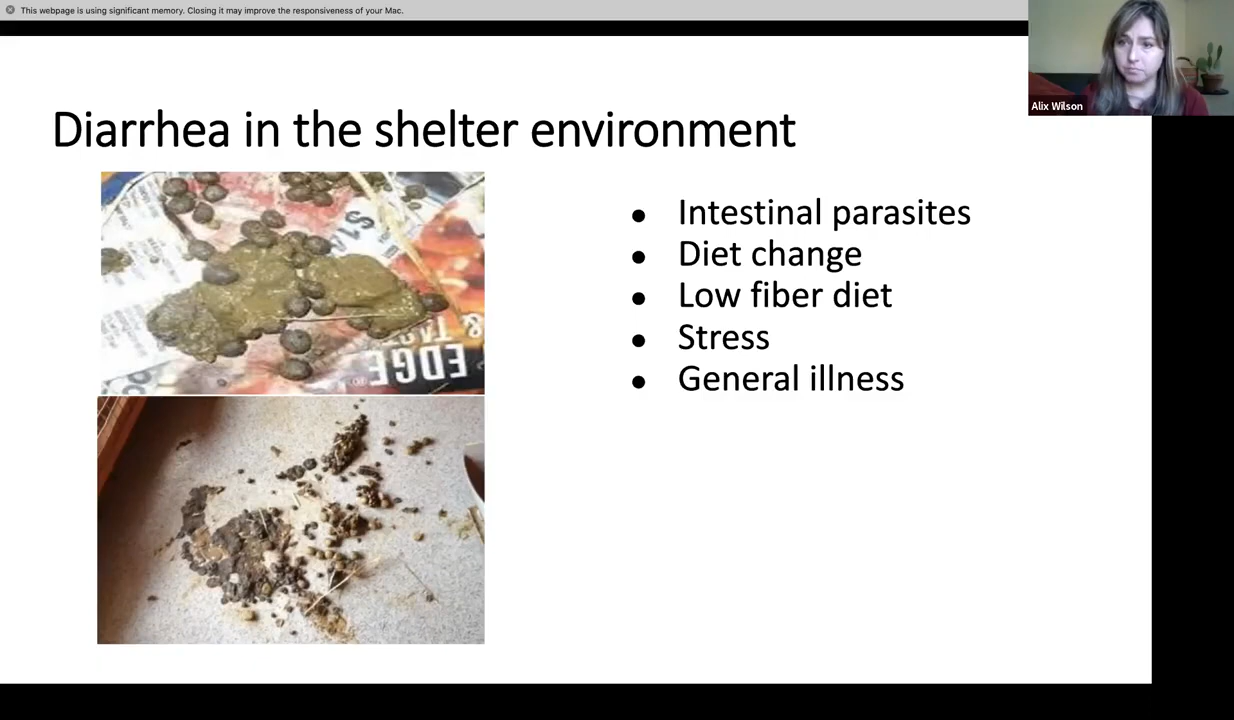 This webpage is using significant memory. Closing it may improve the responsiveness of your Mac.
Alix Wilson
Diarrhea in the shelter environment
● Intestinal parasites
● Diet change
● Low fiber diet
● Stress
● General illness
& TA
EDGE